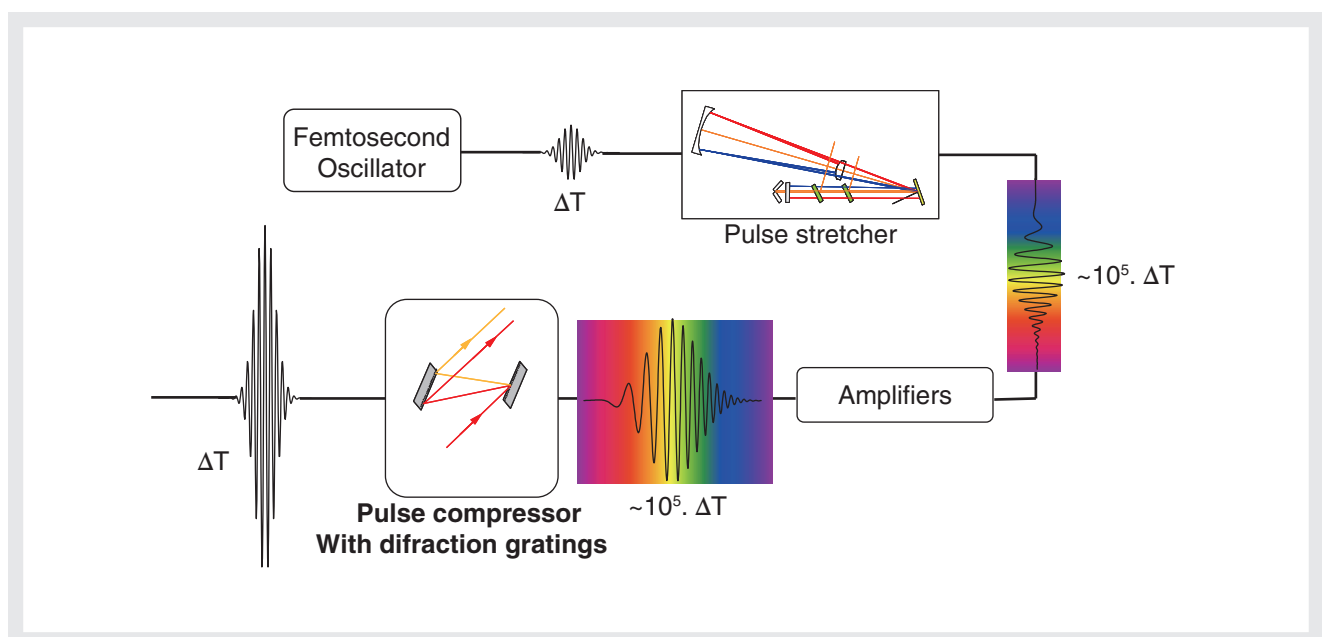 Femtosecond
Oscillator
ΔT
Pulse stretcher
~10⁵. ΔT
Amplifiers
~10⁵. ΔT
Pulse compressor
With difraction gratings
ΔT